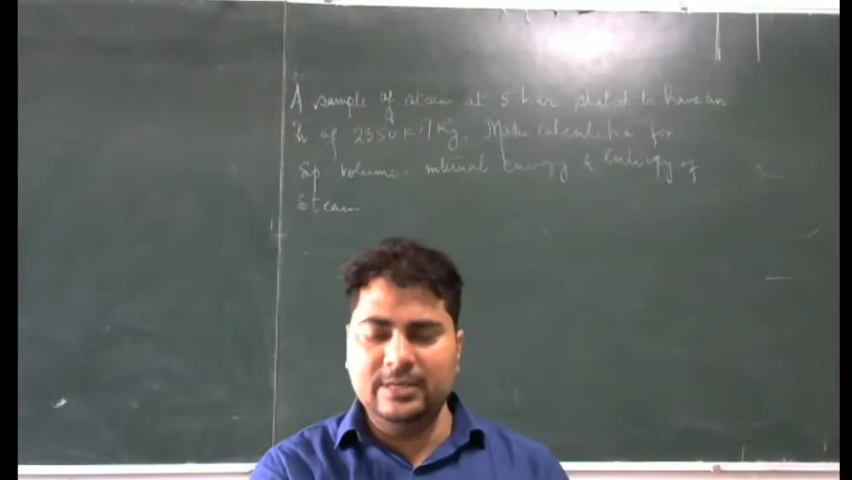 A sample of steam at 5 bar stated to have an
h of 2350 KJ/Kg. Make calculation for
Sp volume, internal energy & Entropy of
Steam